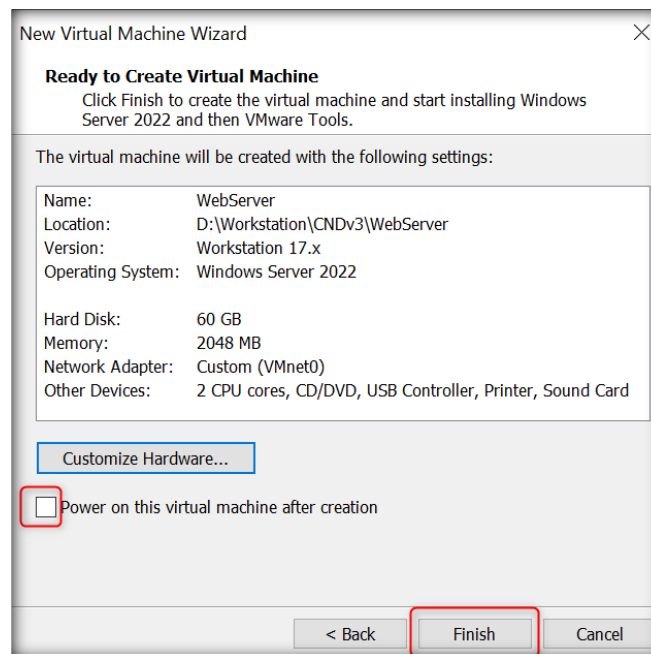 New Virtual Machine Wizard
Ready to Create Virtual Machine
Click Finish to create the virtual machine and start installing Windows
Server 2022 and then VMware Tools.
The virtual machine will be created with the following settings:
Name: WebServer
Location: D:\Workstation\CNDv3\WebServer
Version: Workstation 17.x
Operating System: Windows Server 2022
Hard Disk: 60 GB
Memory: 2048 MB
Network Adapter: Custom (VMnet0)
Other Devices: 2 CPU cores, CD/DVD, USB Controller, Printer, Sound Card
Customize Hardware...
Power on this virtual machine after creation
< Back Finish Cancel